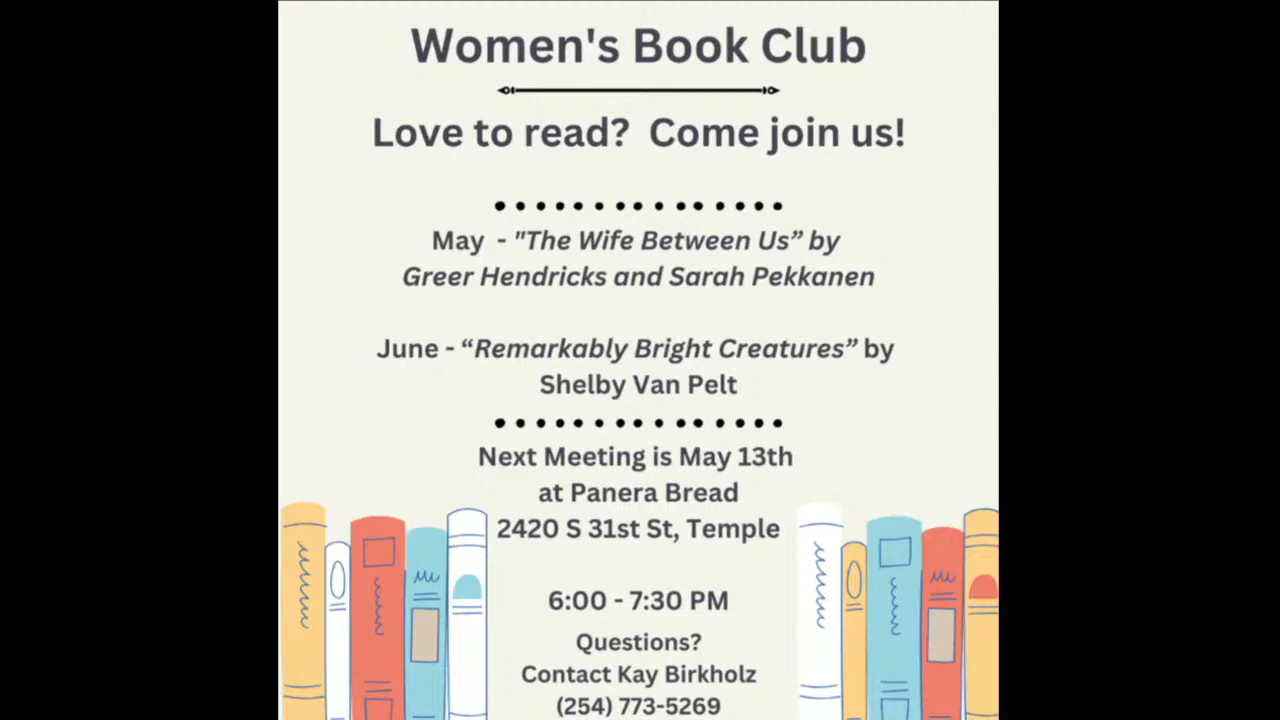 Women's Book Club
Love to read?  Come join us!
May  - "The Wife Between Us” by
Greer Hendricks and Sarah Pekkanen
June - “Remarkably Bright Creatures” by
Shelby Van Pelt
Next Meeting is May 13th
at Panera Bread
2420 S 31st St, Temple
6:00 - 7:30 PM
Questions?
Contact Kay Birkholz
(254) 773-5269